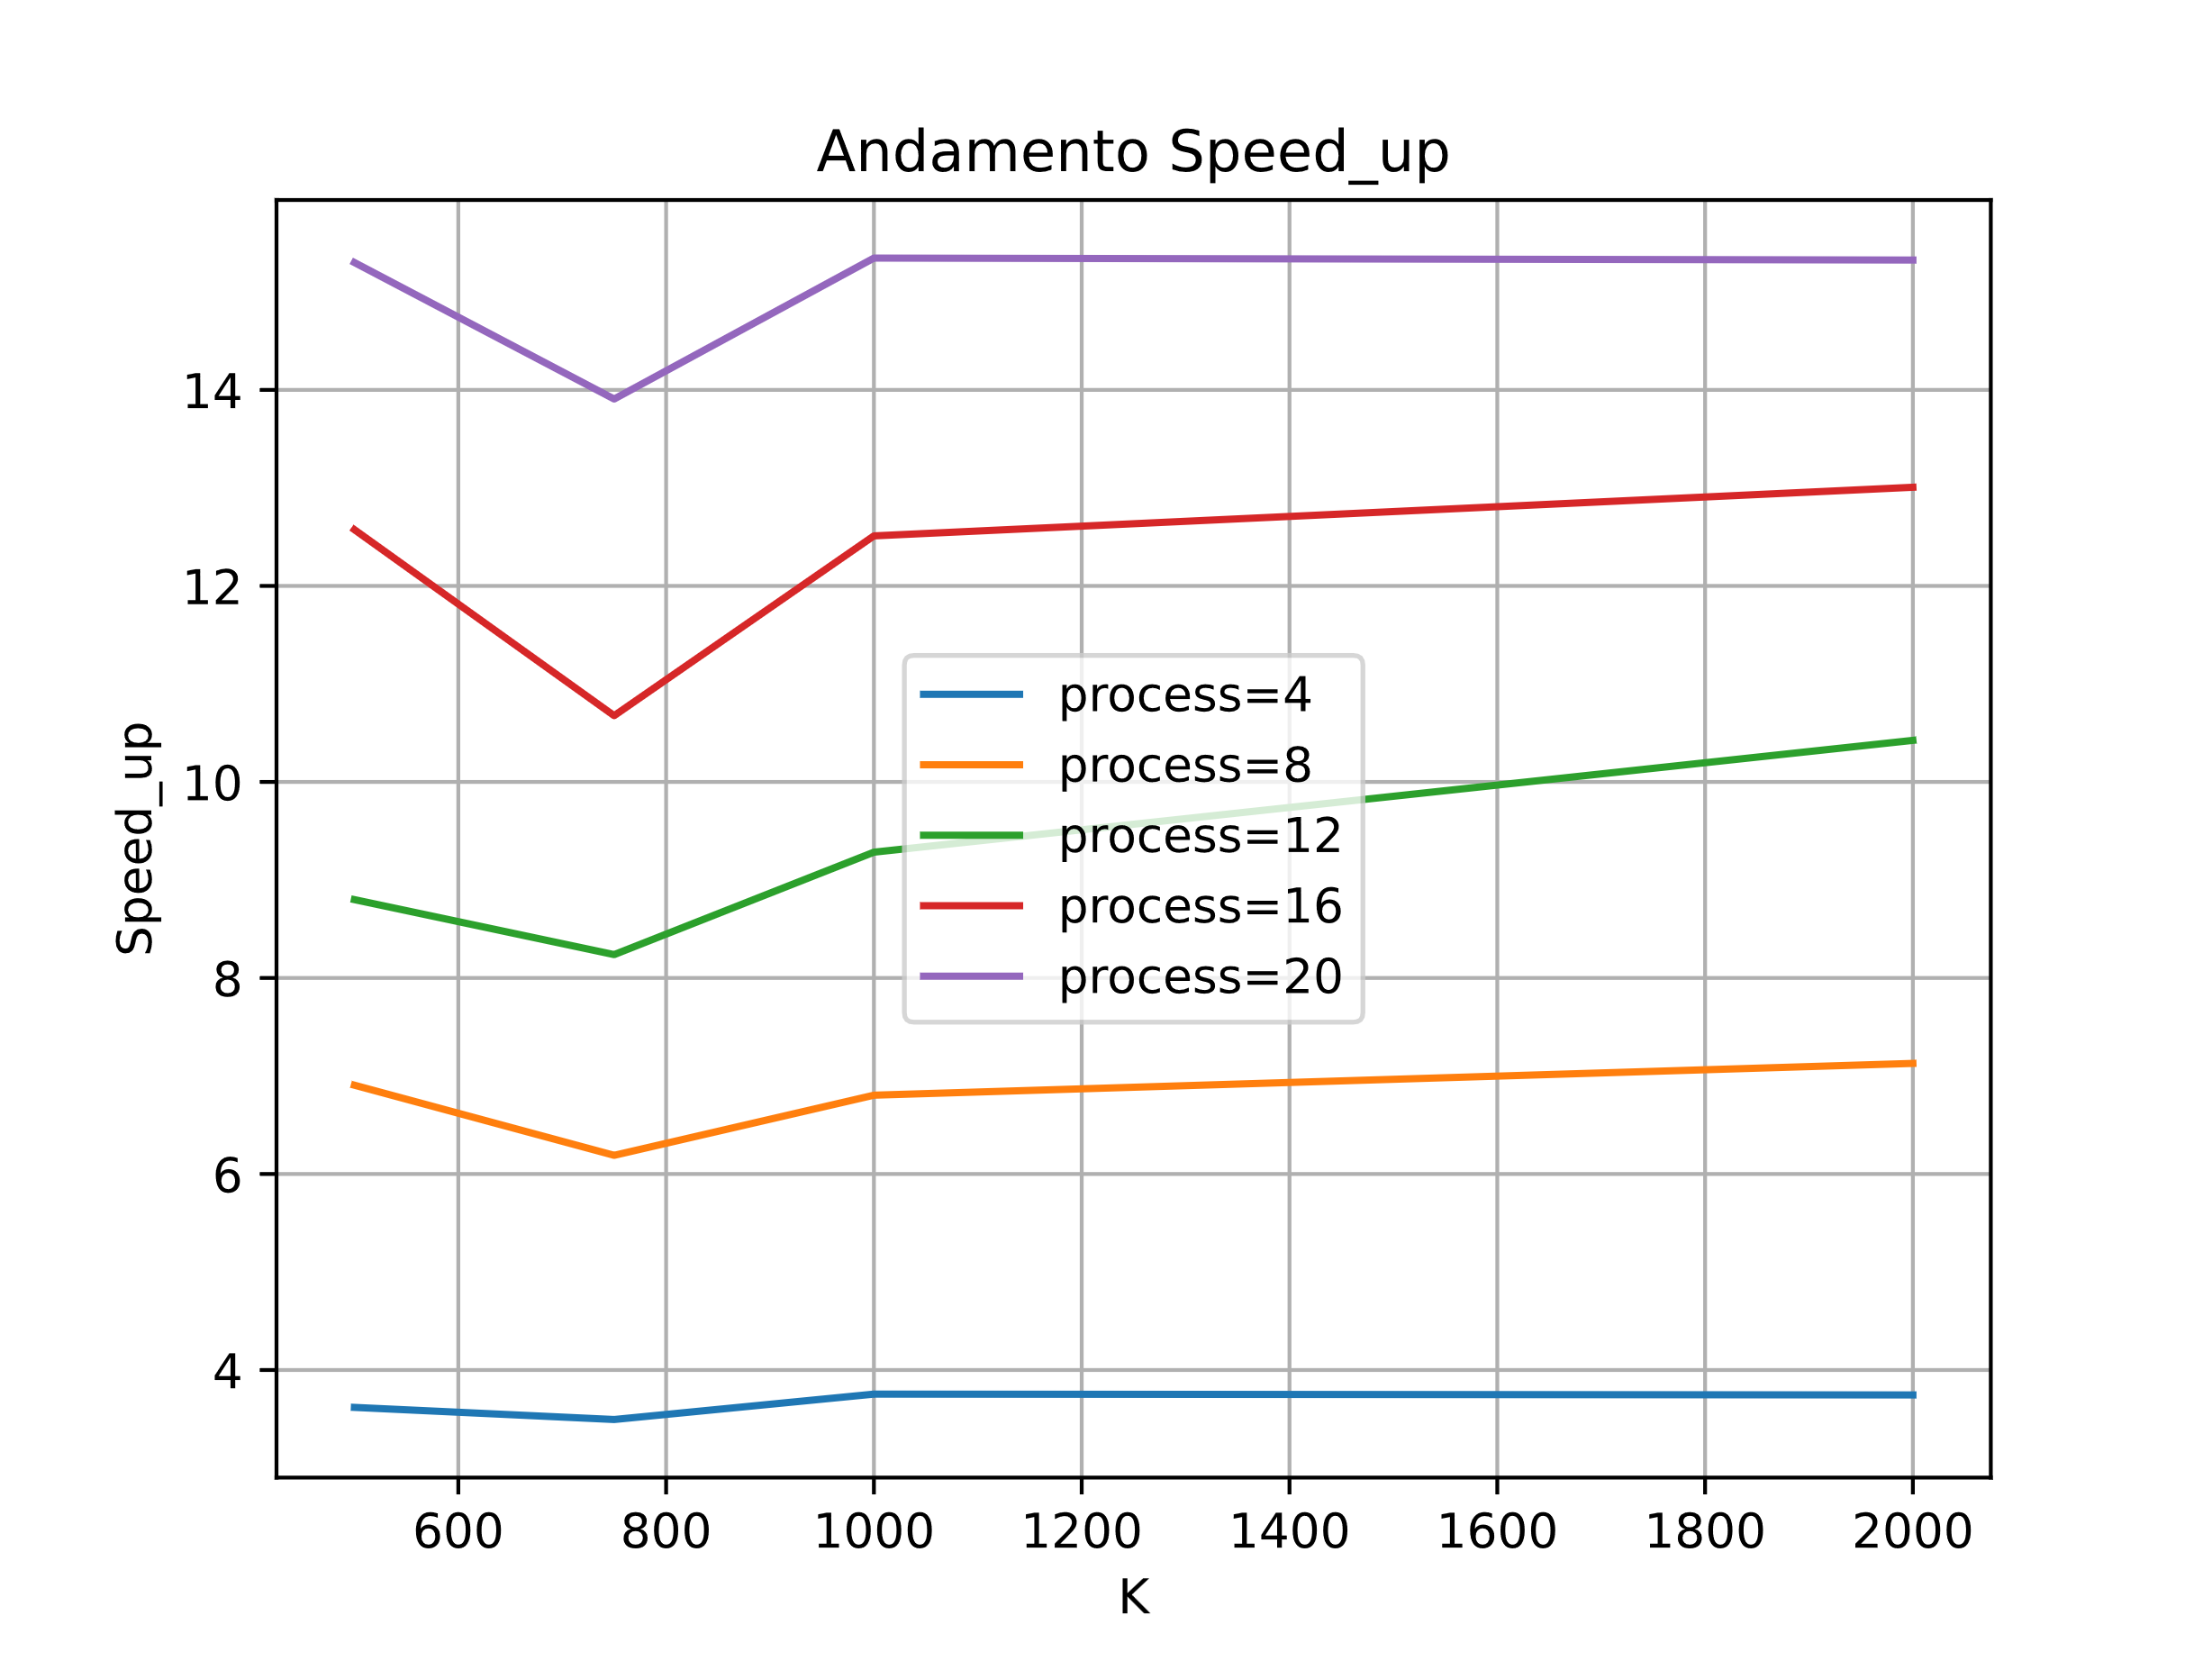 Andamento Speed_up
Speed_up
14
12
10
8
6
4
process=4
process=8
process=12
process=16
process=20
600 800 1000 1200 1400 1600 1800 2000
K